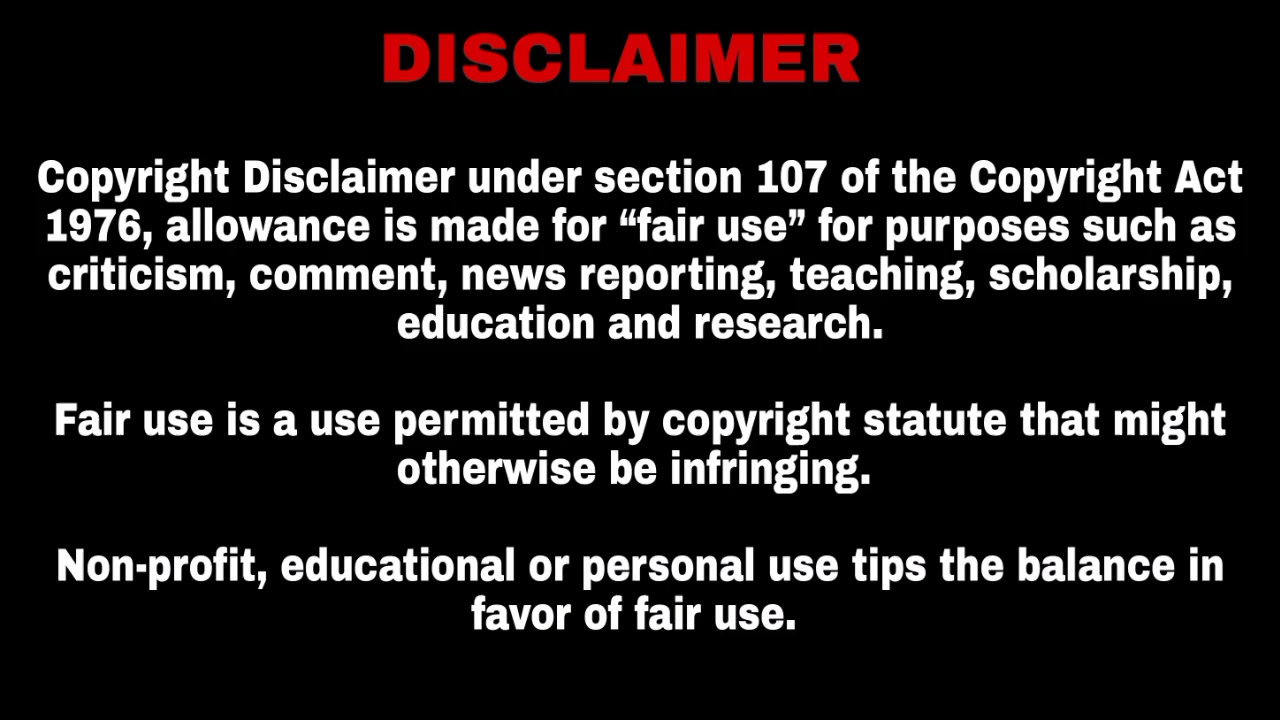 DISCLAIMER
Copyright Disclaimer under section 107 of the Copyright Act
1976, allowance is made for “fair use” for purposes such as
criticism, comment, news reporting, teaching, scholarship,
education and research.
Fair use is a use permitted by copyright statute that might
otherwise be infringing.
Non-profit, educational or personal use tips the balance in
favor of fair use.